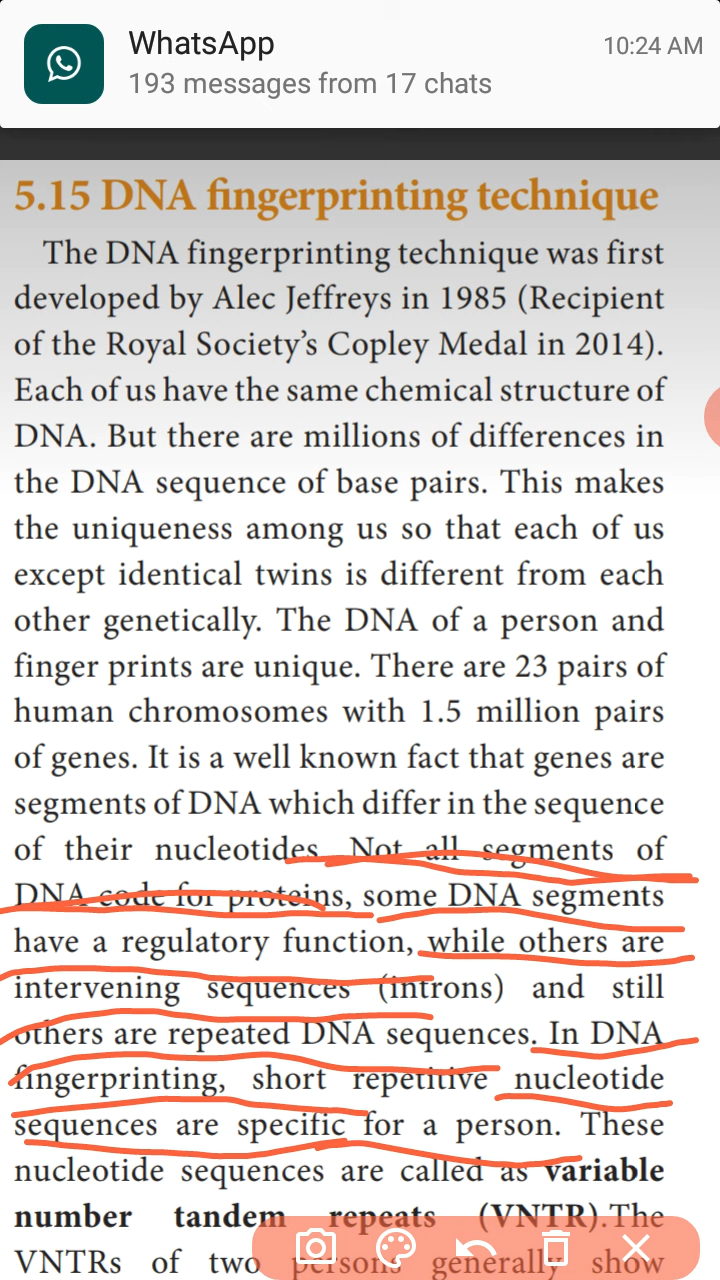 WhatsApp
10:24 AM
193 messages from 17 chats
5.15 DNA fingerprinting technique
The DNA fingerprinting technique was first
developed by Alec Jeffreys in 1985 (Recipient
of the Royal Society’s Copley Medal in 2014).
Each of us have the same chemical structure of
DNA. But there are millions of differences in
the DNA sequence of base pairs. This makes
the uniqueness among us so that each of us
except identical twins is different from each
other genetically. The DNA of a person and
finger prints are unique. There are 23 pairs of
human chromosomes with 1.5 million pairs
of genes. It is a well known fact that genes are
segments of DNA which differ in the sequence
of their nucleotides. Not all segments of
DNA code for proteins, some DNA segments
have a regulatory function, while others are
intervening sequences (introns) and still
others are repeated DNA sequences. In DNA
fingerprinting, short repetitive nucleotide
sequences are specific for a person. These
nucleotide sequences are called as variable
number tandem repeats (VNTR).The
VNTRs of two persons generally show